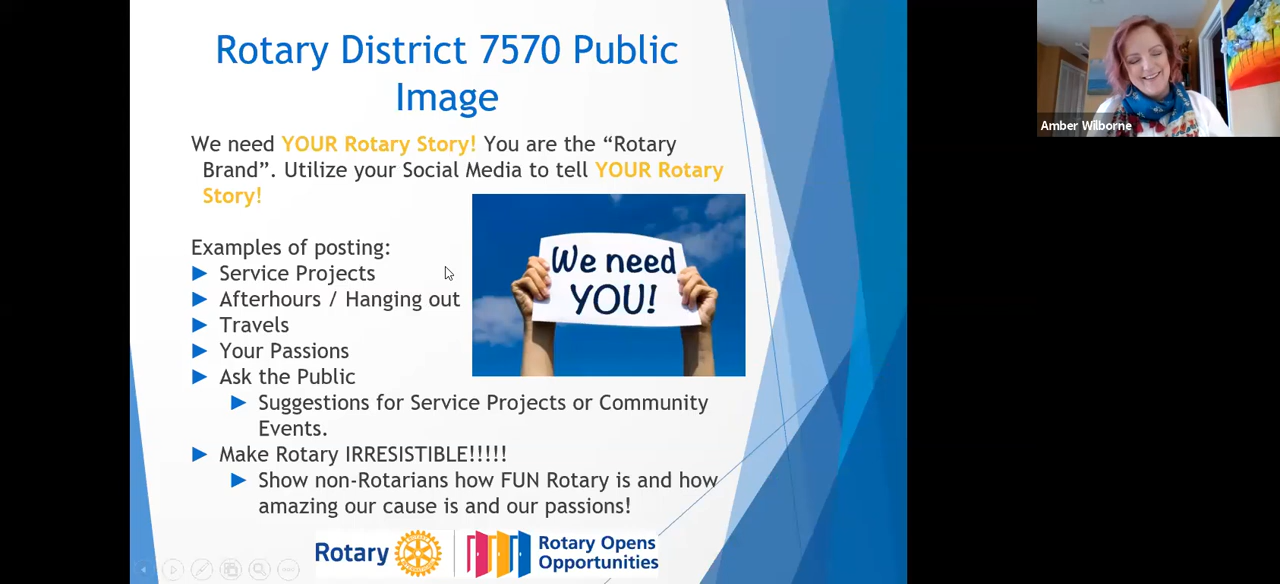 Rotary District 7570 Public
Image
We need YOUR Rotary Story! You are the “Rotary
Brand”. Utilize your Social Media to tell YOUR Rotary
Story!
We need
YOU!
Examples of posting:
Service Projects
Afterhours / Hanging out
Travels
Your Passions
Ask the Public
Suggestions for Service Projects or Community
Events.
Make Rotary IRRESISTIBLE!!!!!
Show non-Rotarians how FUN Rotary is and how
amazing our cause is and our passions!
Rotary
Rotary Opens
Opportunities
Amber Wilborne